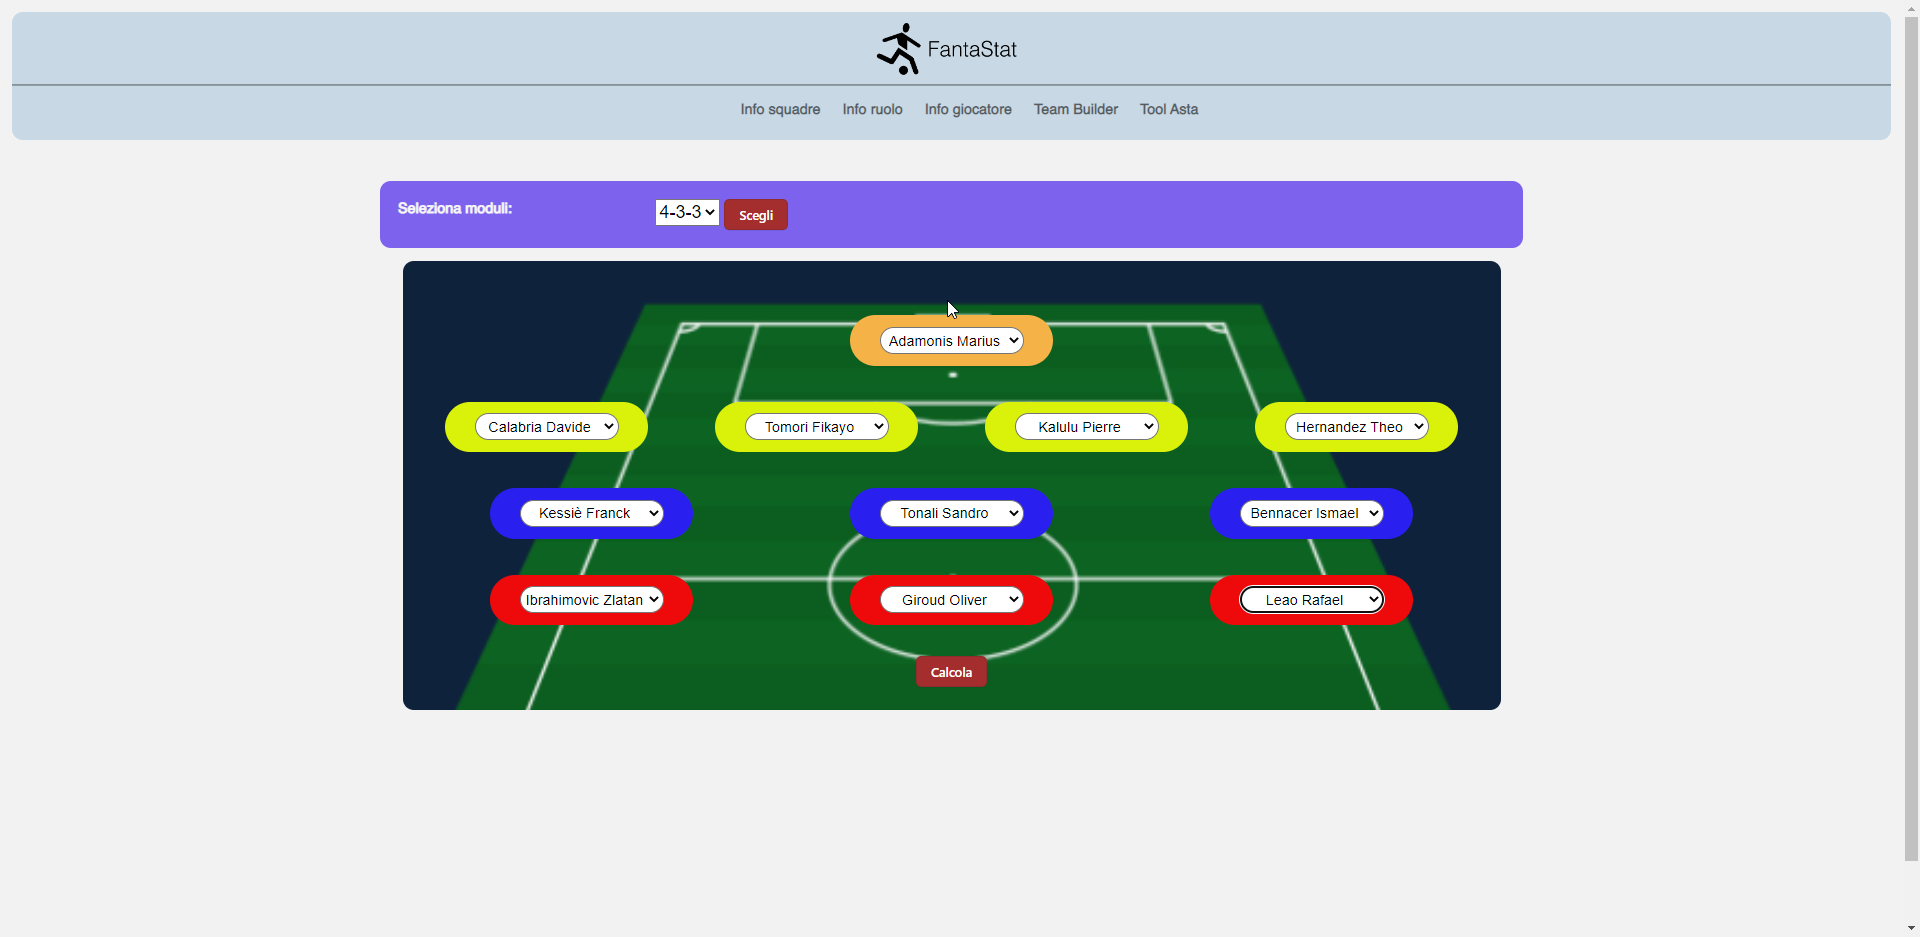 FantaStat
Info squadre Info ruolo Info giocatore Team Builder Tool Asta
Seleziona moduli: 4-3-3 Scegli
Adamonis Marius
Calabria Davide Tomori Fikayo Kalulu Pierre Hernandez Theo
Kessiè Franck Tonali Sandro Bennacer Ismael
Ibrahimovic Zlatan Giroud Oliver Leao Rafael
Calcola